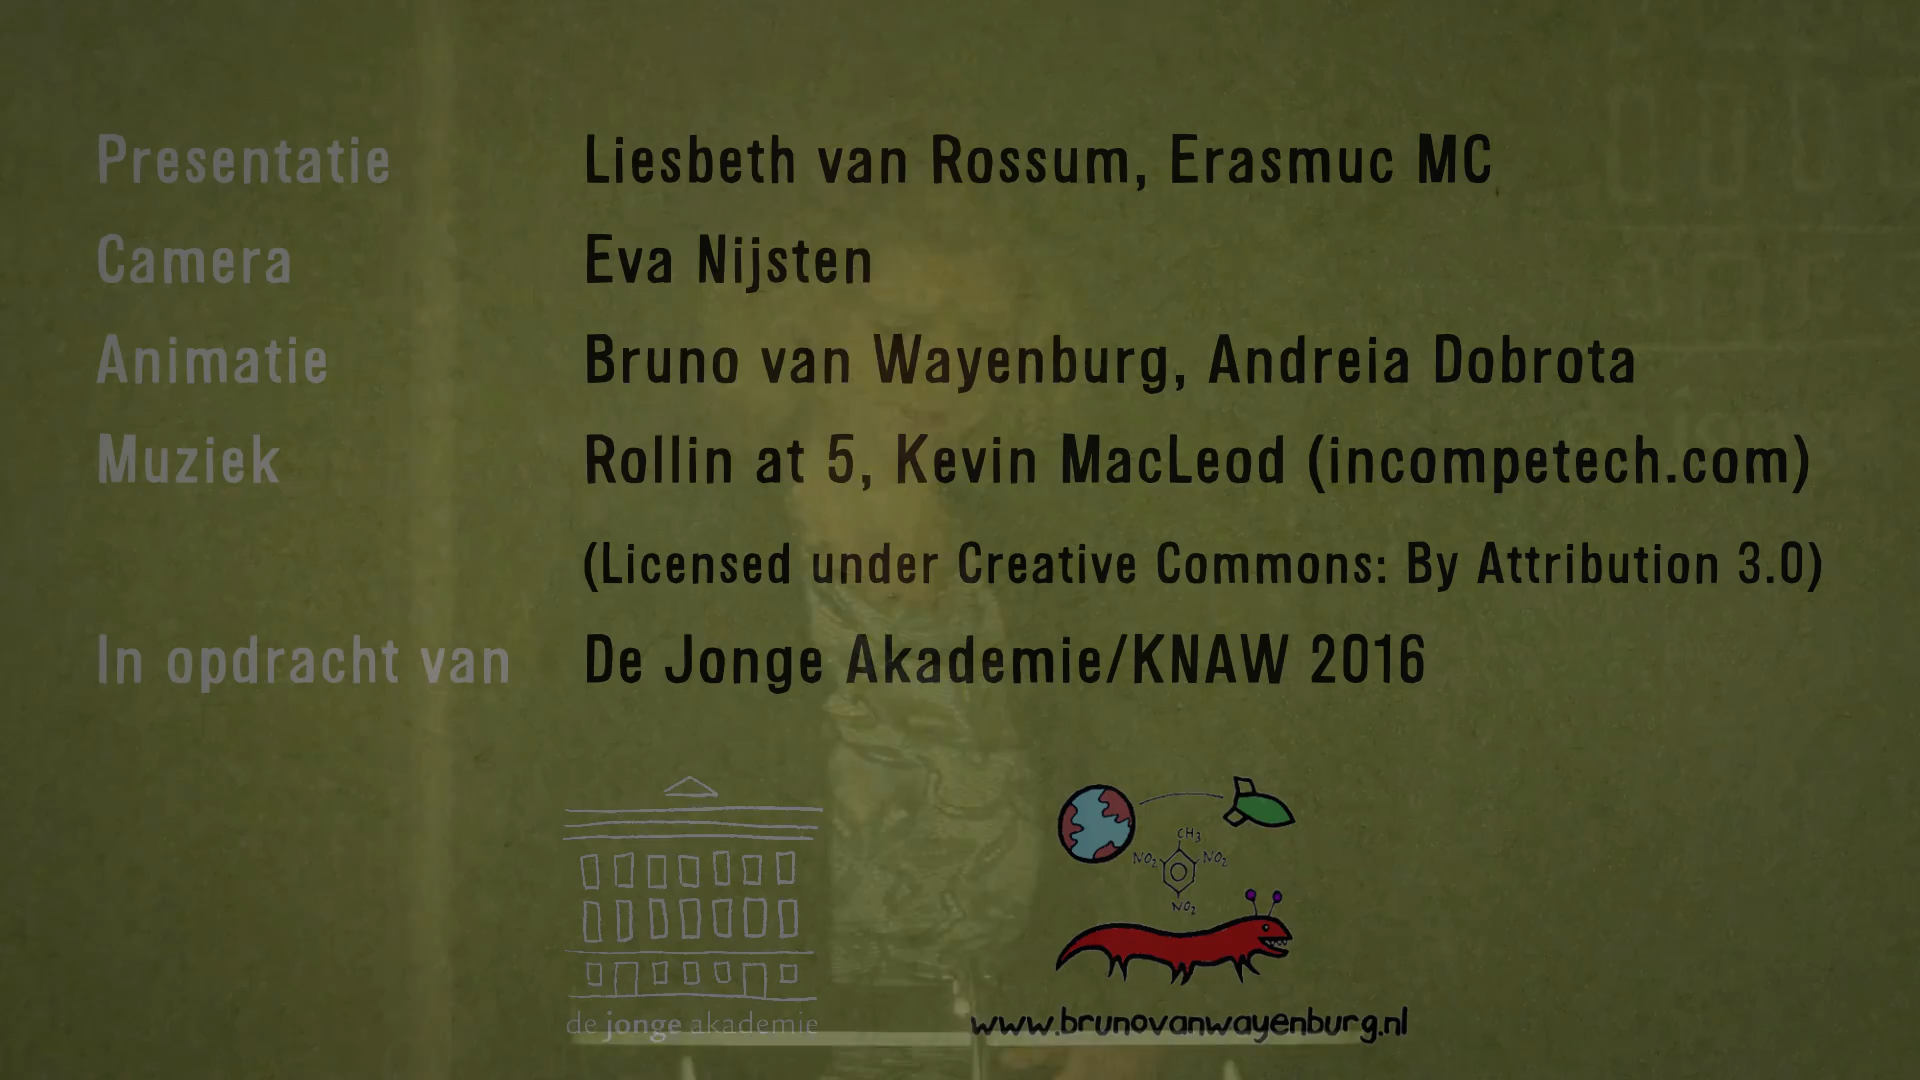 Presentatie Liesbeth van Rossum, Erasmuc MC
Camera Eva Nijsten
Animatie Bruno van Wayenburg, Andreia Dobrota
Muziek Rollin at 5, Kevin MacLeod (incompetech.com)
(Licensed under Creative Commons: By Attribution 3.0)
In opdracht van De Jonge Akademie/KNAW 2016
CH3
NO2 NO2
NO2
de jonge akademie
www.brunovanwayenburg.nl